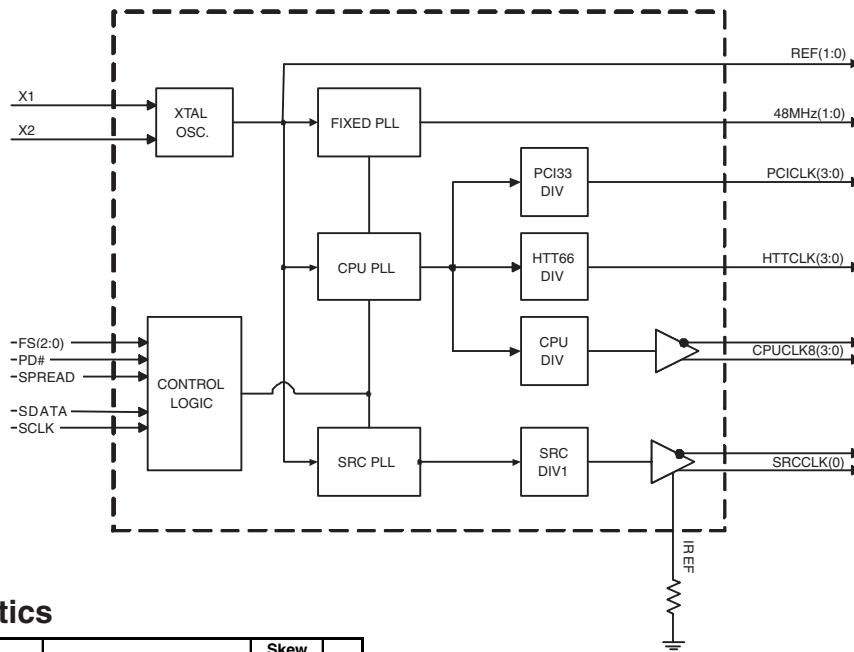 REF(1:0)
X1
XTAL
OSC.
FIXED PLL
48MHz(1:0)
X2
PCI33
DIV
PCICLK(3:0)
CPU PLL
HTT66
DIV
HTTCLK(3:0)
FS(2:0)
PD#
SPREAD
SDATA
SCLK
CONTROL
LOGIC
CPU
DIV
CPUCLK8(3:0)
SRC PLL
SRC
DIV1
SRCCLK(0)
IREF
tics
Skew